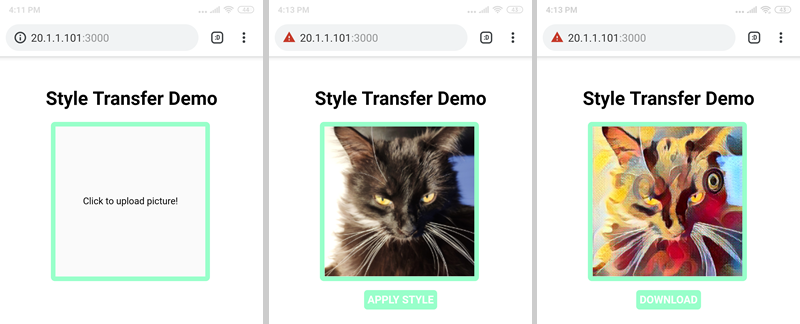 4:11 PM
20.1.1.101:3000
Style Transfer Demo
Click to upload picture!
4:13 PM
20.1.1.101:3000
Style Transfer Demo
APPLY STYLE
4:13 PM
20.1.1.101:3000
Style Transfer Demo
DOWNLOAD